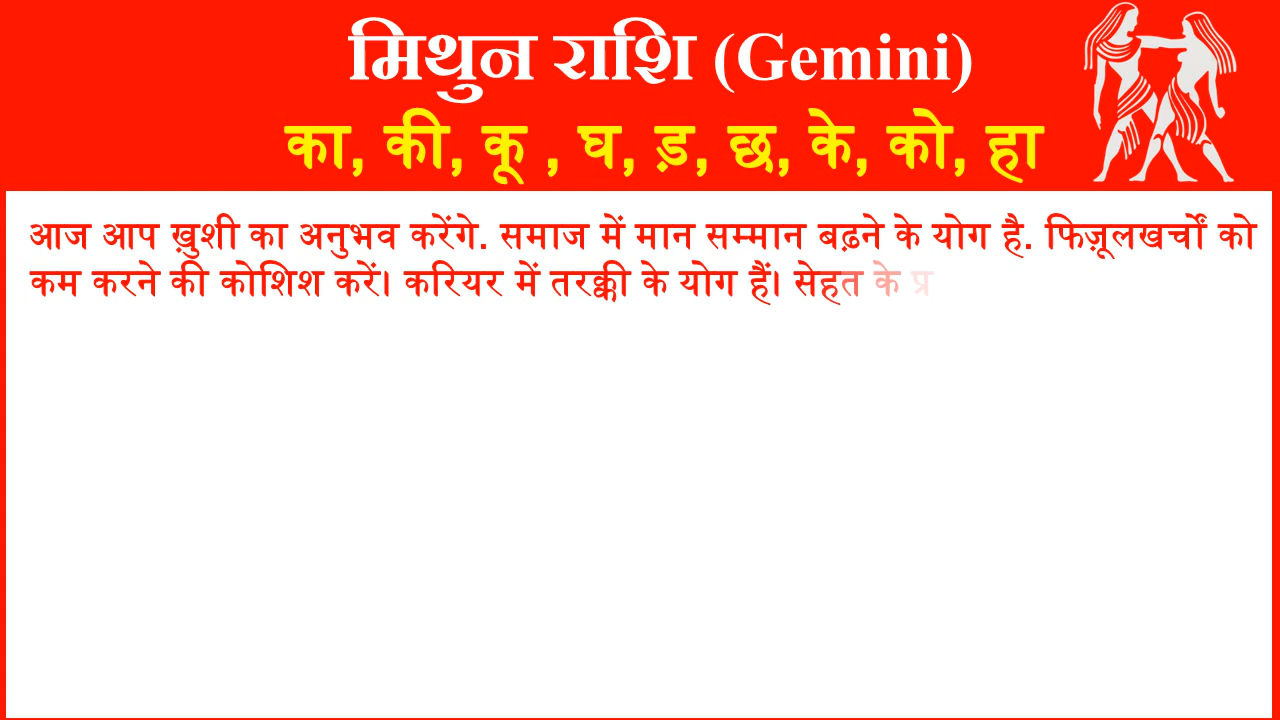 मिथुन राशि (Gemini)
का, की, कू , घ, ड़, छ, के, को, हा
आज आप ख़ुशी का अनुभव करेंगे. समाज में मान सम्मान बढ़ने के योग है. फिज़ूलखर्चों को
कम करने की कोशिश करें। करियर में तरक्की के योग हैं। सेहत के प्र